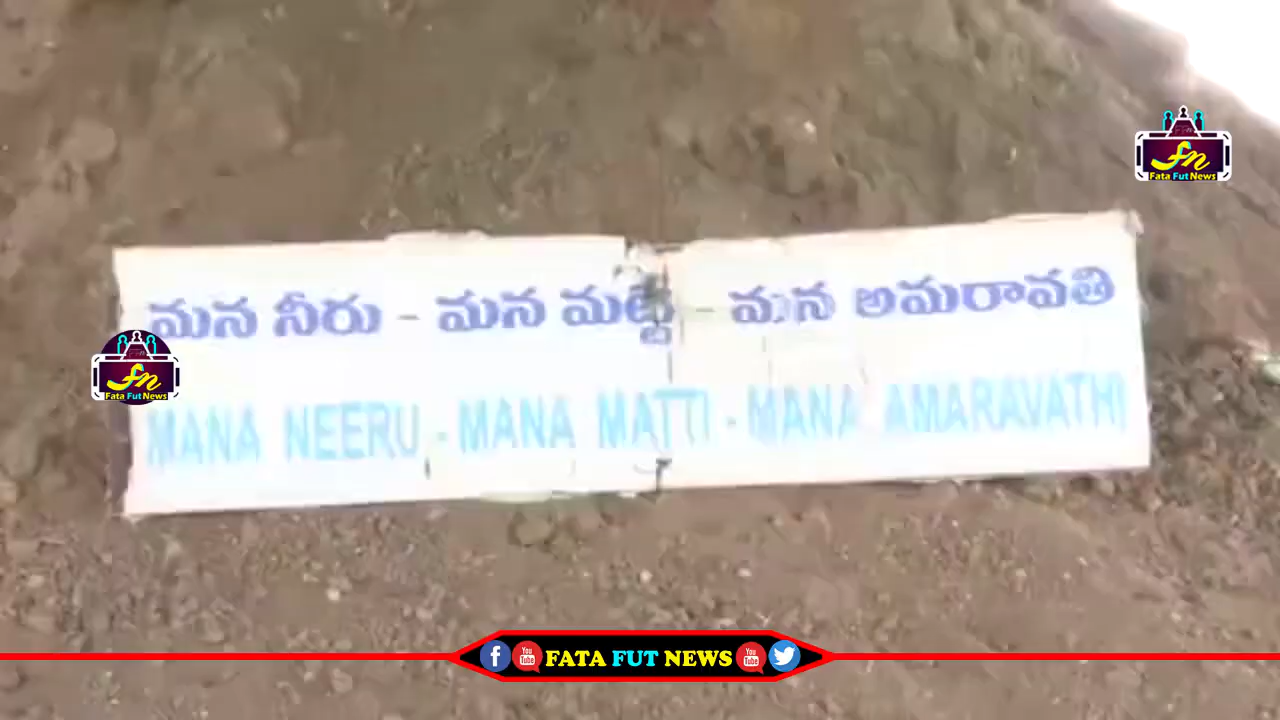 Fata Fut News
మన నీరు - మన మట్టి - మన అమరావతి
Fata Fut News
MANA NEERU - MANA MATTI - MANA AMARAVATHI
FATA FUT NEWS